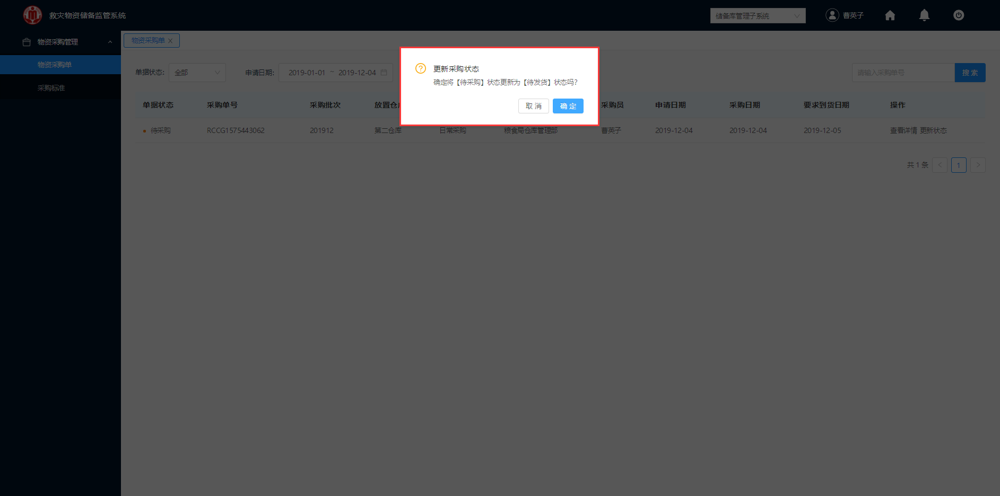 救灾物资储备监管系统
储备库管理子系统
曹英子
物资采购管理
物资采购单
采购标准
物资采购单
单据状态:
全部
申请日期:
2019-01-01 ~ 2019-12-04
请输入采购单号
搜 索
更新采购状态
确定将【待采购】状态更新为【待发货】状态吗?
取 消
确 定
单据状态 采购单号 采购批次 放置仓 采购员 申请日期 采购日期 要求到货日期 操作
待采购 RCCG1575443062 201912 第二仓库 日常采购 粮食局仓库管理部 曹英子 2019-12-04 2019-12-04 2019-12-05 查看详情 更新状态
共 1 条
1